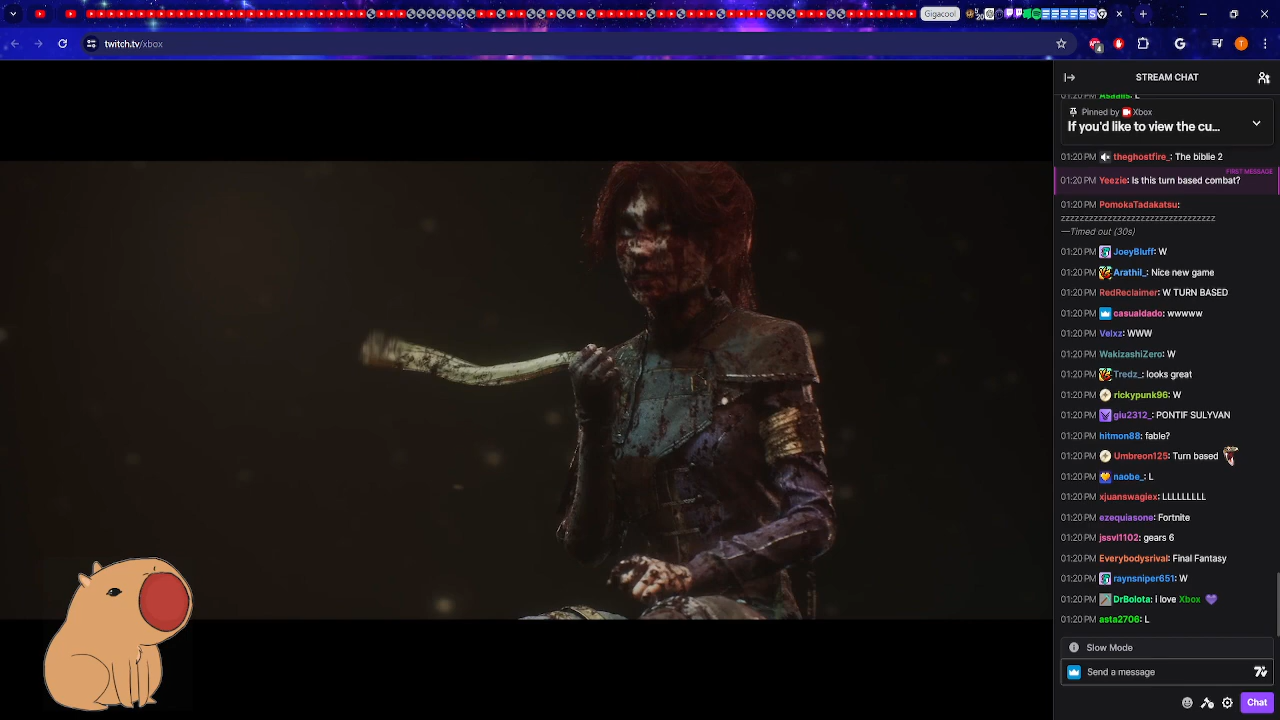 Gigacool
twitch.tv/xbox
4
G
T
STREAM CHAT
01:20 PM Asaalis: L
Pinned by Xbox
If you'd like to view the cu...
01:20 PM theghostfire_: The biblie 2
FIRST MESSAGE
01:20 PM Yeezie: Is this turn based combat?
01:20 PM PomokaTadakatsu:
zzzzzzzzzzzzzzzzzzzzzzzzzzzzzzzzz
—Timed out (30s)
01:20 PM JoeyBluff: W
01:20 PM Arathil_: Nice new game
01:20 PM RedReclaimer: W TURN BASED
01:20 PM casualdado: wwwww
01:20 PM Velxz: WWW
01:20 PM WakizashiZero: W
01:20 PM Tredz_: looks great
01:20 PM rickypunk96: W
01:20 PM giu2312_: PONTIF SULYVAN
01:20 PM hitmon88: fable?
01:20 PM Umbreon125: Turn based
01:20 PM naobe_: L
01:20 PM xjuanswagiex: LLLLLLLLL
01:20 PM ezequiasone: Fortnite
01:20 PM jssvl1102: gears 6
01:20 PM Everybodysrival: Final Fantasy
01:20 PM raynsniper651: W
01:20 PM DrBolota: i love Xbox
01:20 PM asta2706: L
Slow Mode
Send a message
Chat